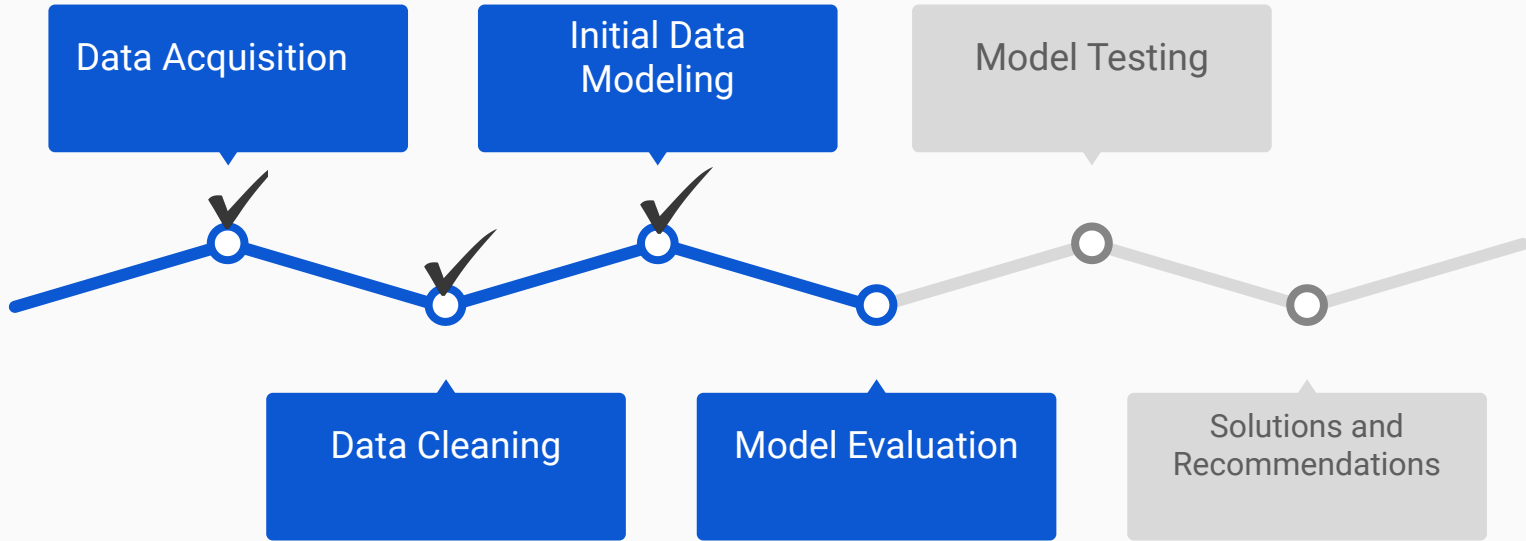 Data Acquisition
Initial Data
Modeling
Model Testing
Data Cleaning
Model Evaluation
Solutions and
Recommendations